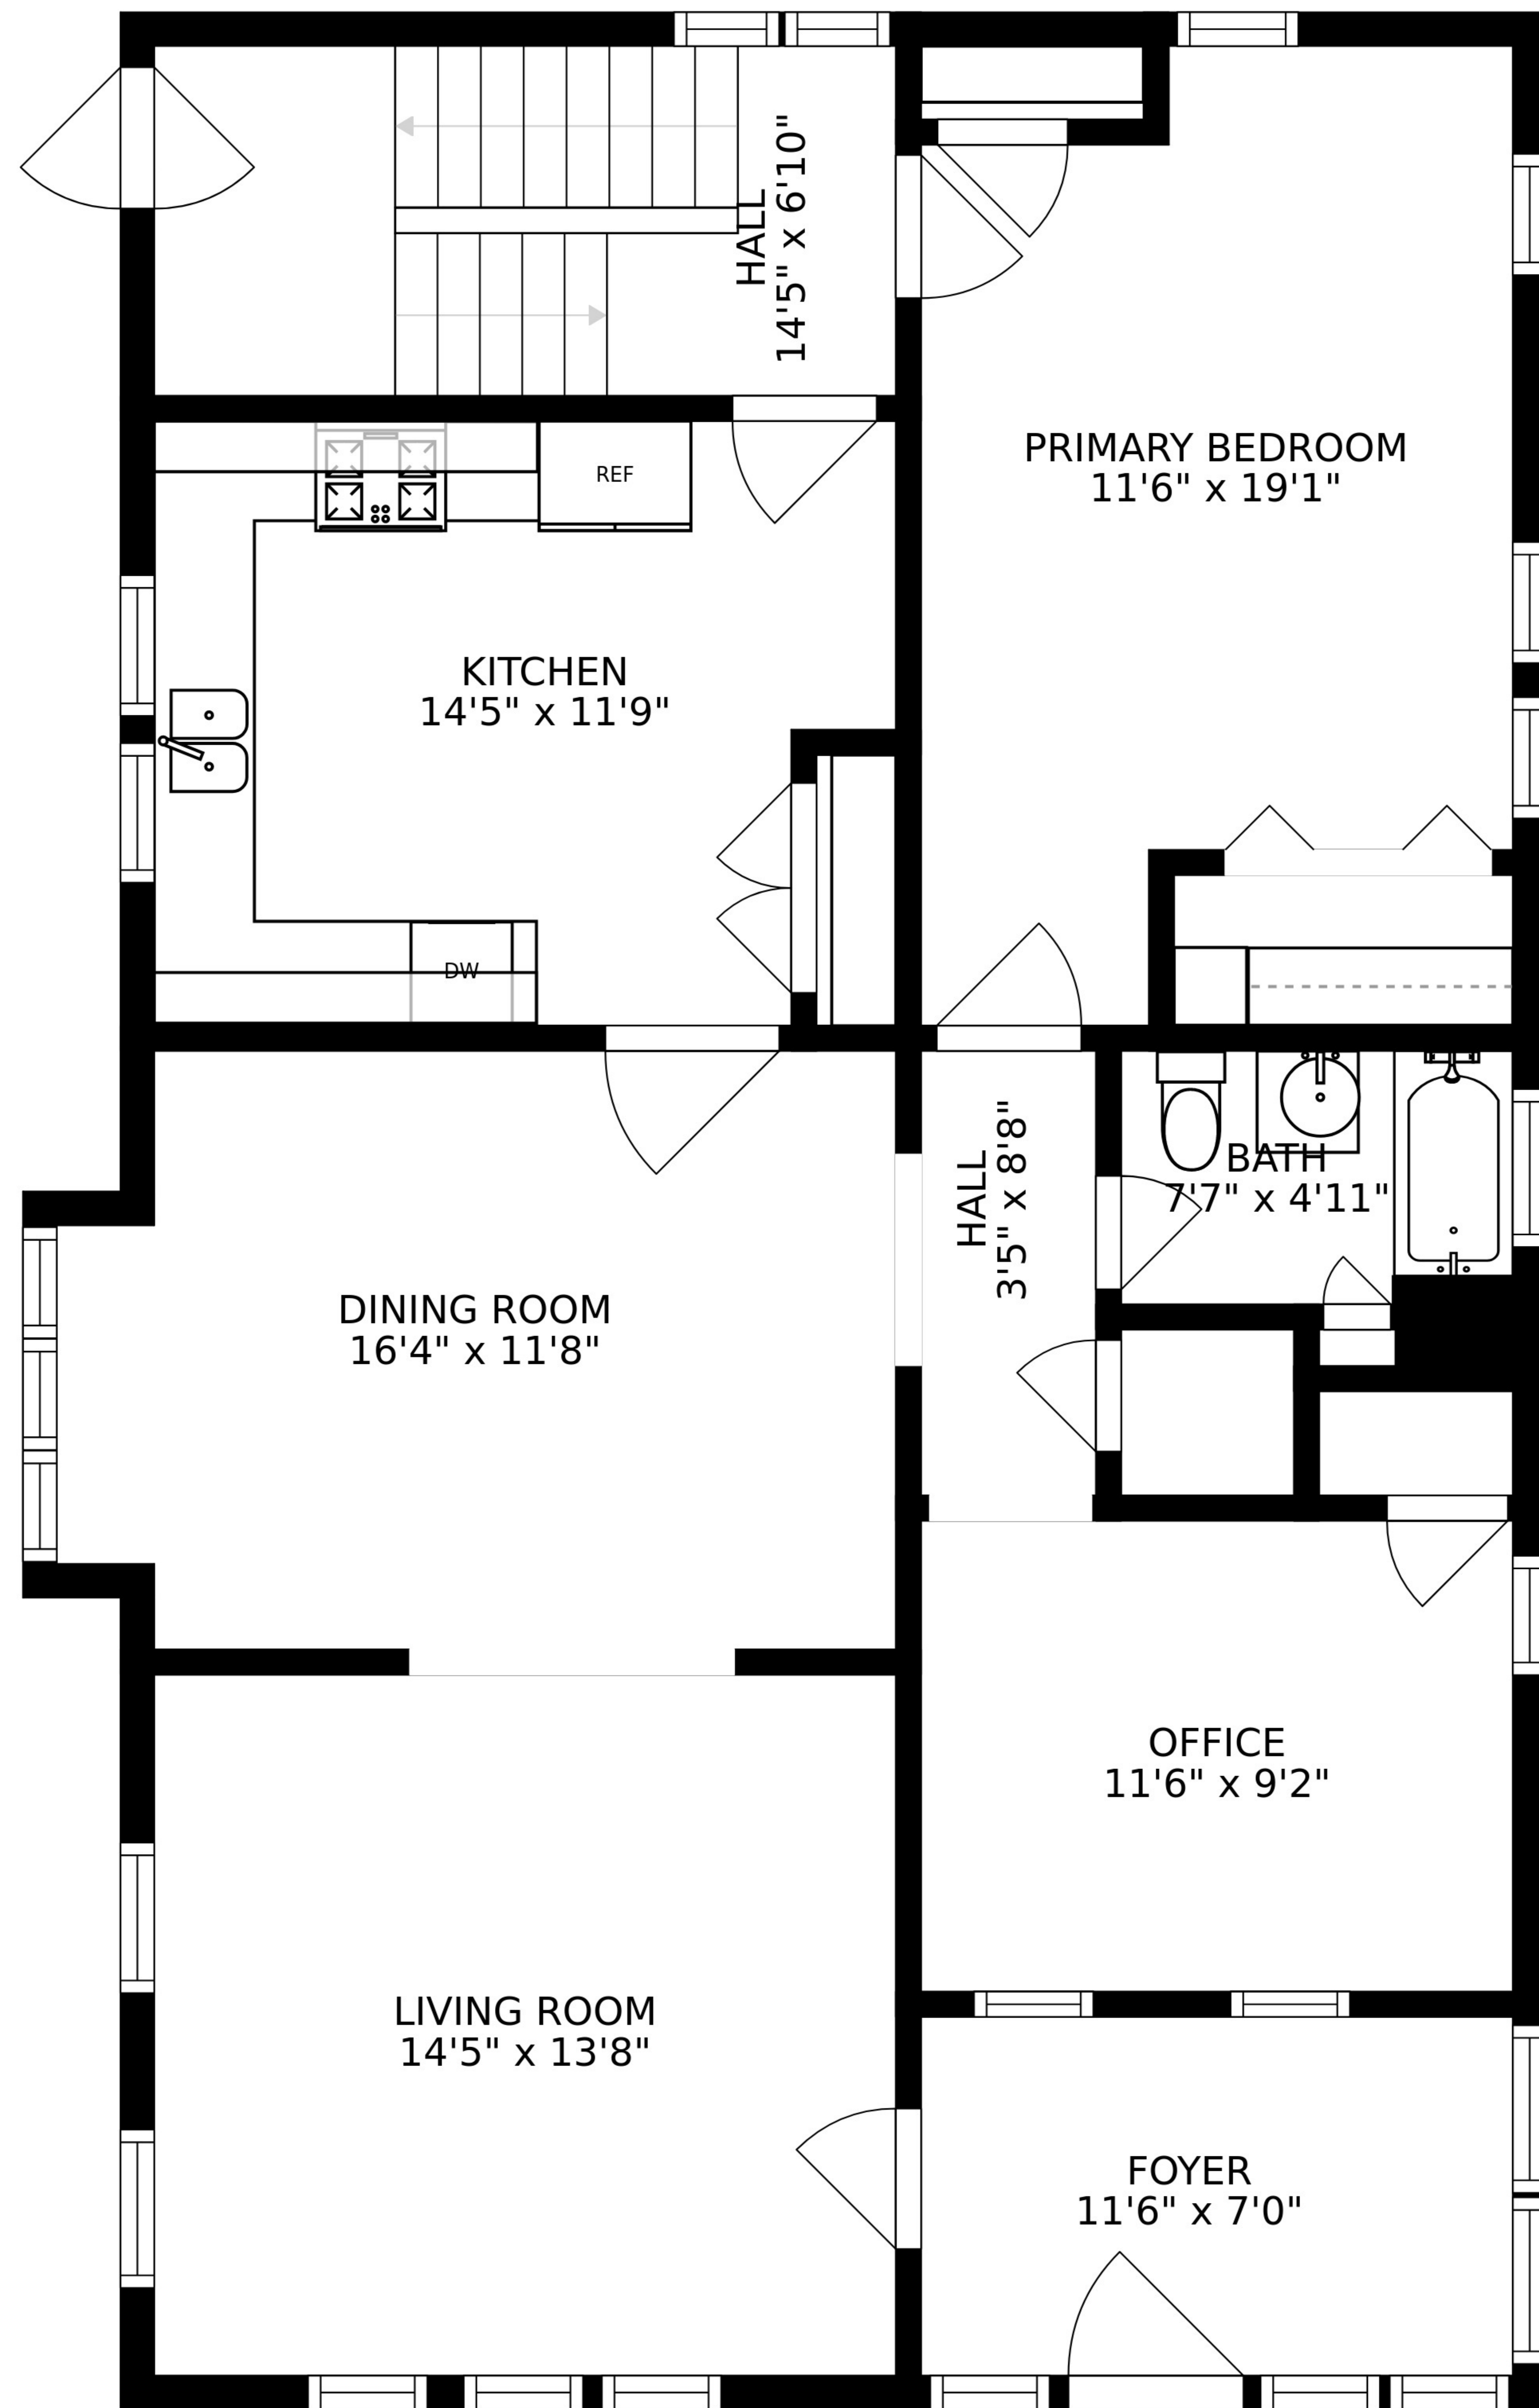 HALL
14'5" x 6'10"
PRIMARY BEDROOM
11'6" x 19'1"
REF
KITCHEN
14'5" x 11'9"
DW
HALL
3'5" x 8'8"
BATH
7'7" x 4'11"
DINING ROOM
16'4" x 11'8"
OFFICE
11'6" x 9'2"
LIVING ROOM
14'5" x 13'8"
FOYER
11'6" x 7'0"